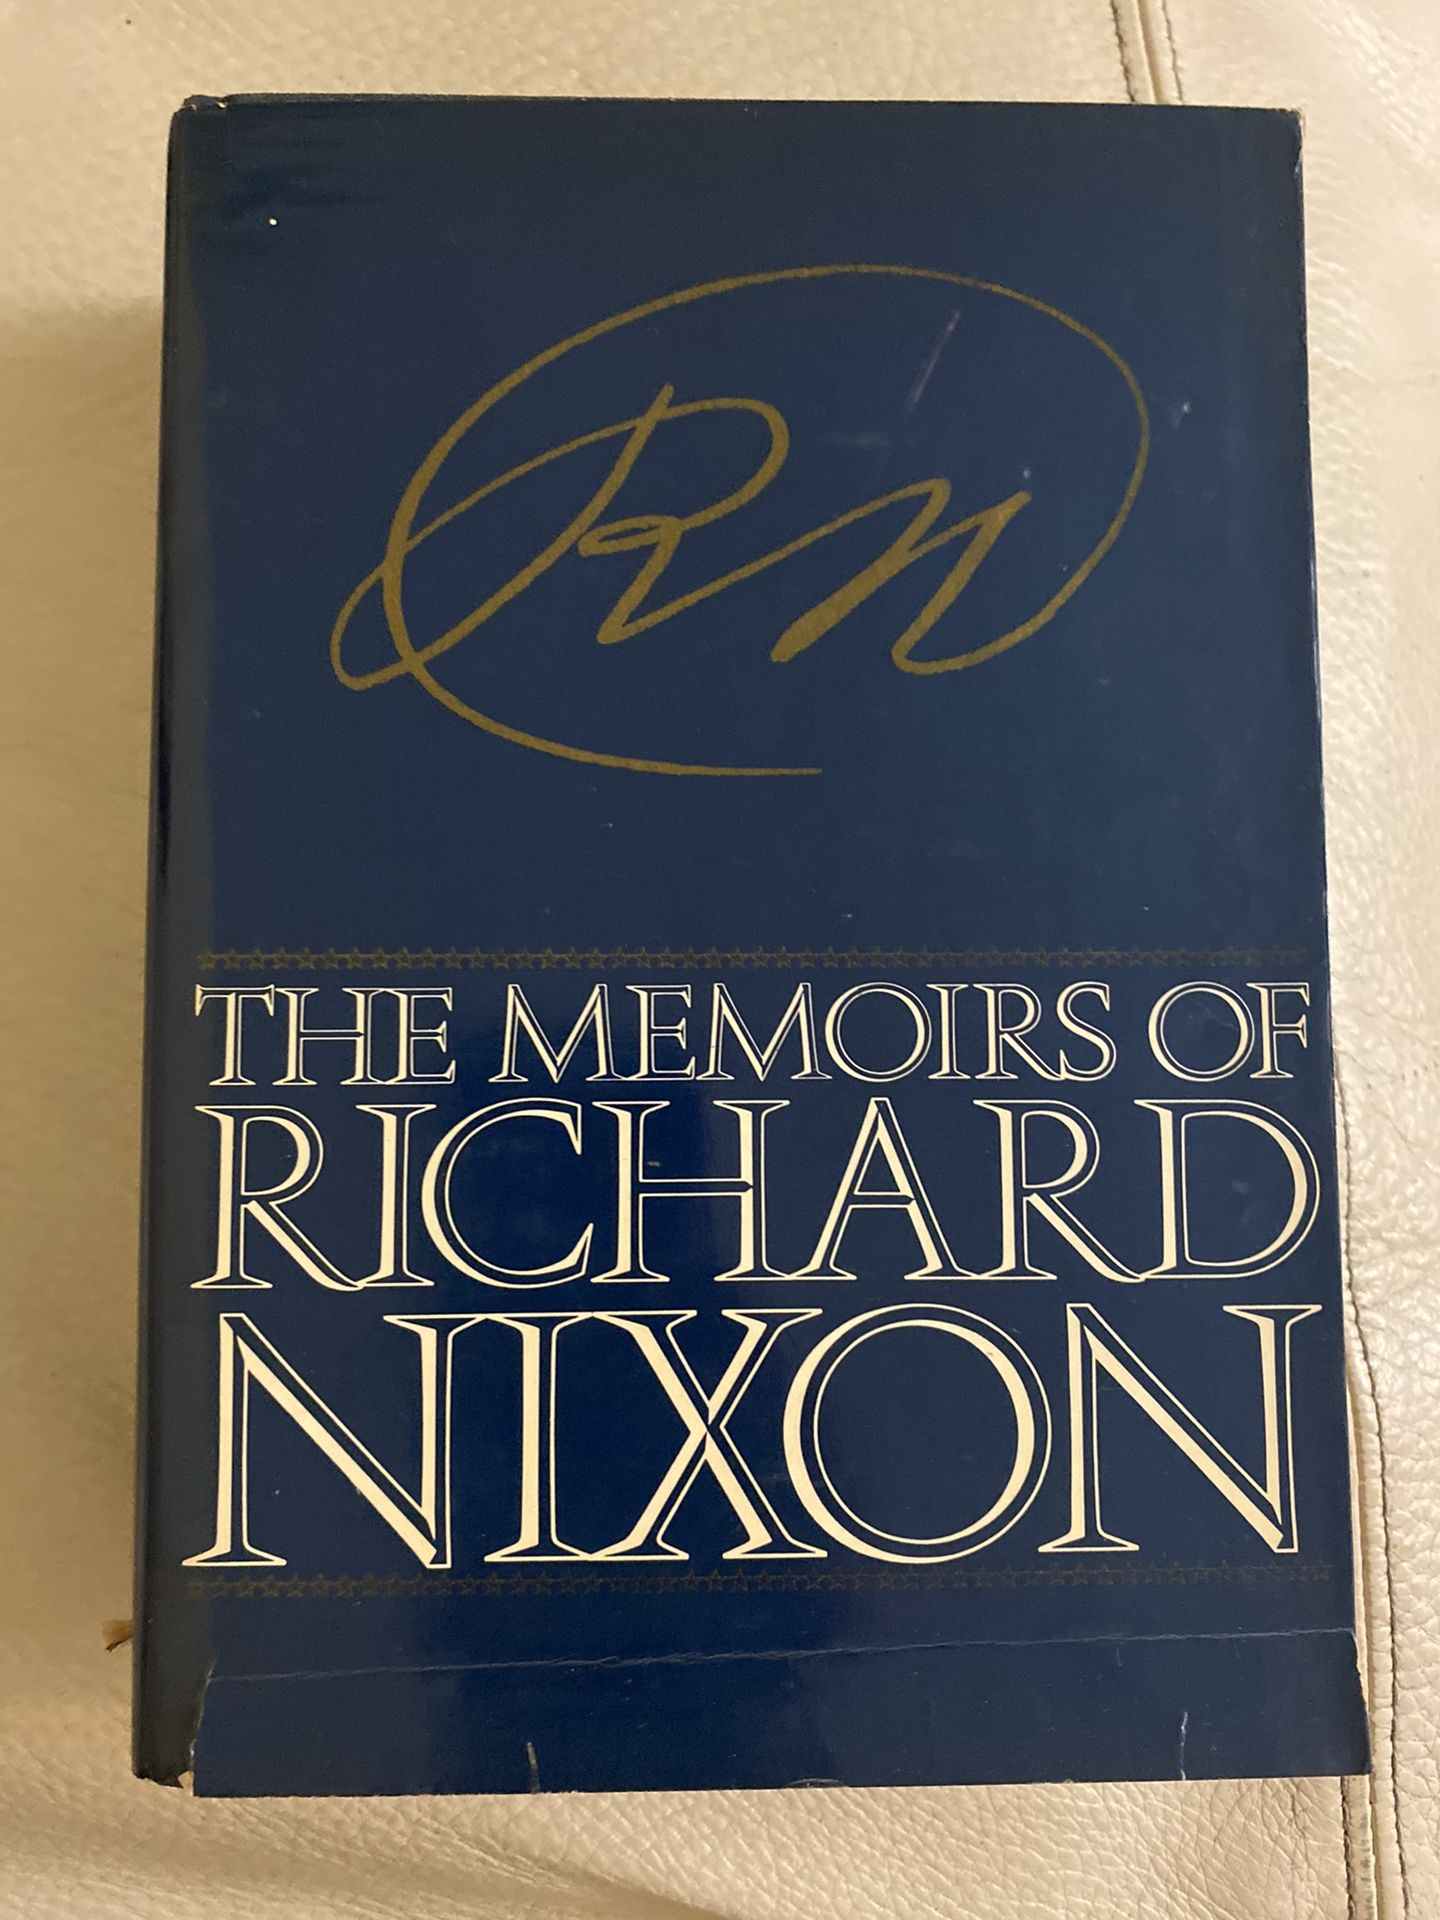 RN
THE MEMOIRS OF
RICHARD
NIXON